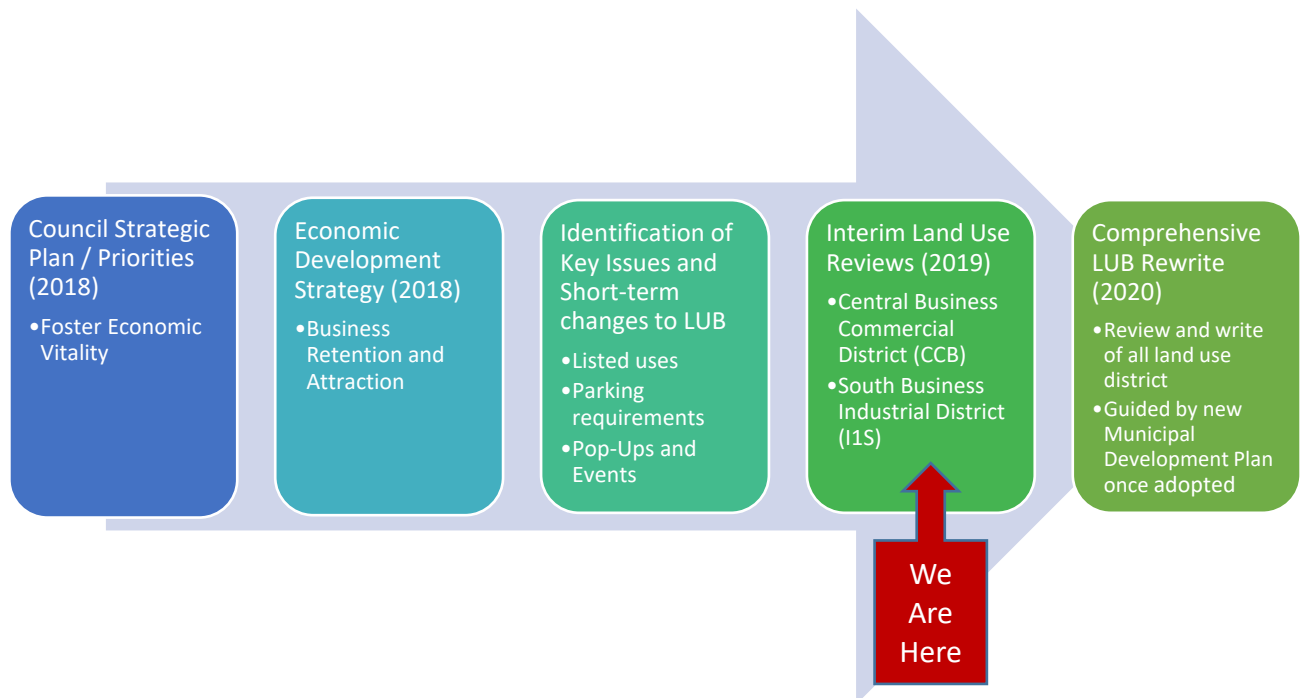 Council Strategic
Plan / Priorities
(2018)
•Foster Economic
Vitality
Economic
Development
Strategy (2018)
•Business
Retention and
Attraction
Identification of
Key Issues and
Short-term
changes to LUB
•Listed uses
•Parking
requirements
•Pop-Ups and
Events
Interim Land Use
Reviews (2019)
•Central Business
Commercial
District (CCB)
•South Business
Industrial District
(I1S)
Comprehensive
LUB Rewrite
(2020)
•Review and write
of all land use
district
•Guided by new
Municipal
Development Plan
once adopted
We
Are
Here